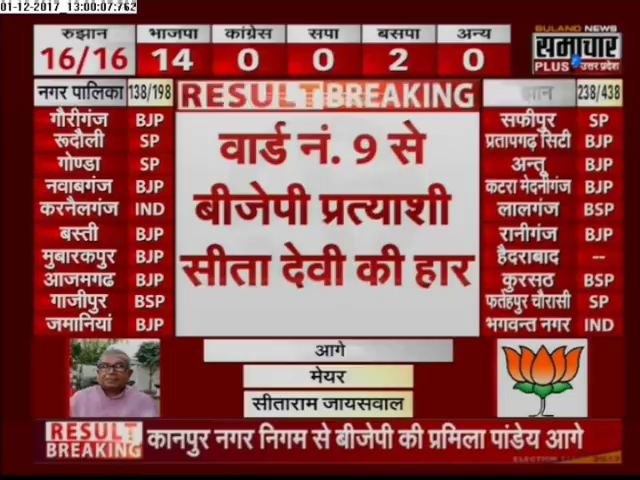 01-12-2017_13:00:07:762
रुझान भाजपा कांग्रेस सपा बसपा अन्य
16/16 14 0 0 2 0
BULAND NEWS
समाचार
PLUS उत्तर प्रदेश
नगर पालिका 138/198
गौरीगंज BJP
रूदौली SP
गोण्डा SP
नवाबगंज BJP
करनैलगंज IND
बस्ती BJP
मुबारकपुर BJP
आजमगढ BJP
गाजीपुर BSP
जमानियां BJP
RESULT BREAKING
वार्ड नं. 9 से
बीजेपी प्रत्याशी
सीता देवी की हार
238/438
सफीपुर SP
प्रतापगढ़ सिटी BJP
अन्तू BJP
कटरा मेदनीगंज BJP
लालगंज BSP
रानीगंज BJP
हैदराबाद --
कुरसठ BSP
फतेहपुर चौरासी SP
भगवन्त नगर IND
आगे
मेयर
सीताराम जायसवाल
RESULT
BREAKING
कानपुर नगर निगम से बीजेपी की प्रमिला पांडेय आगे